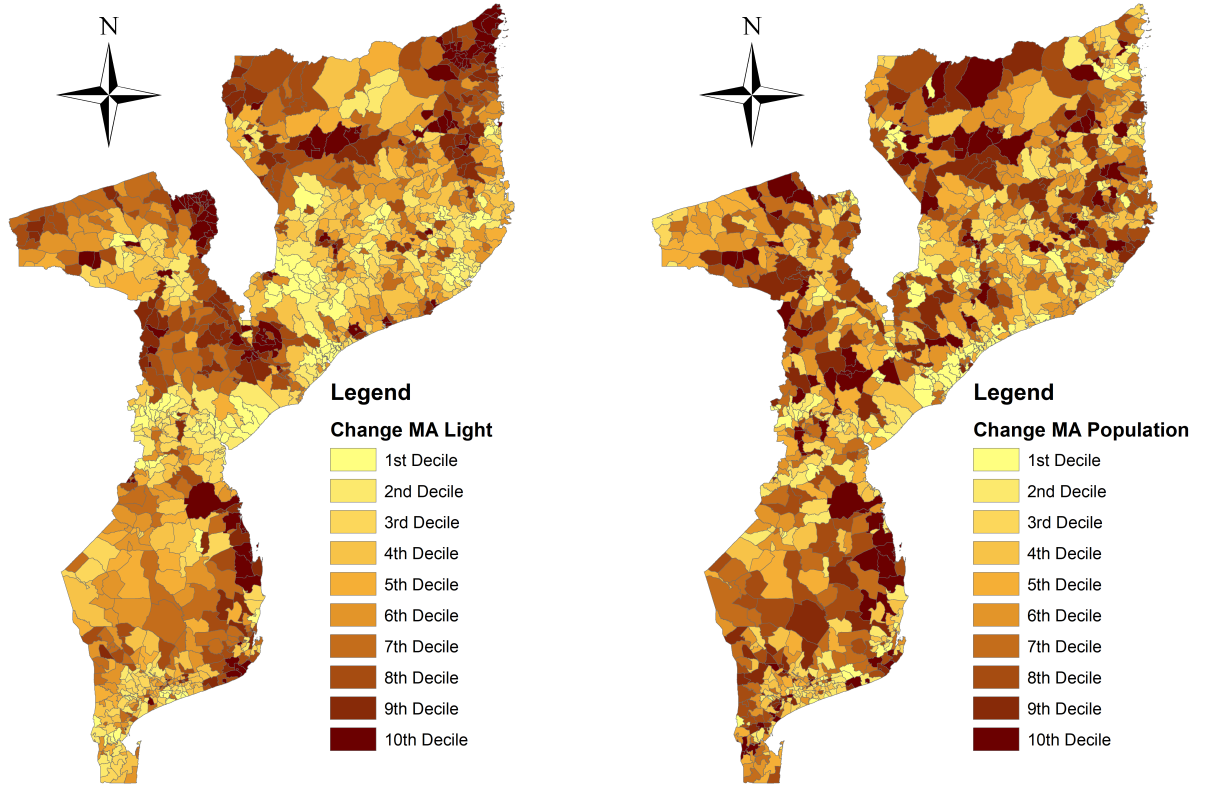 N
Legend
Change MA Light
1st Decile
2nd Decile
3rd Decile
4th Decile
5th Decile
6th Decile
7th Decile
8th Decile
9th Decile
10th Decile
N
Legend
Change MA Population
1st Decile
2nd Decile
3rd Decile
4th Decile
5th Decile
6th Decile
7th Decile
8th Decile
9th Decile
10th Decile